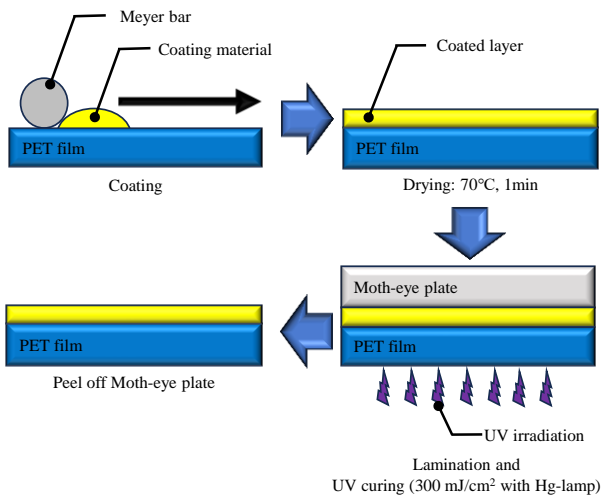 Meyer bar
Coating material
PET film
Coating
Coated layer
PET film
Drying: 70℃, 1min
Moth-eye plate
PET film
UV irradiation
Lamination and
UV curing (300 mJ/cm² with Hg-lamp)
PET film
Peel off Moth-eye plate